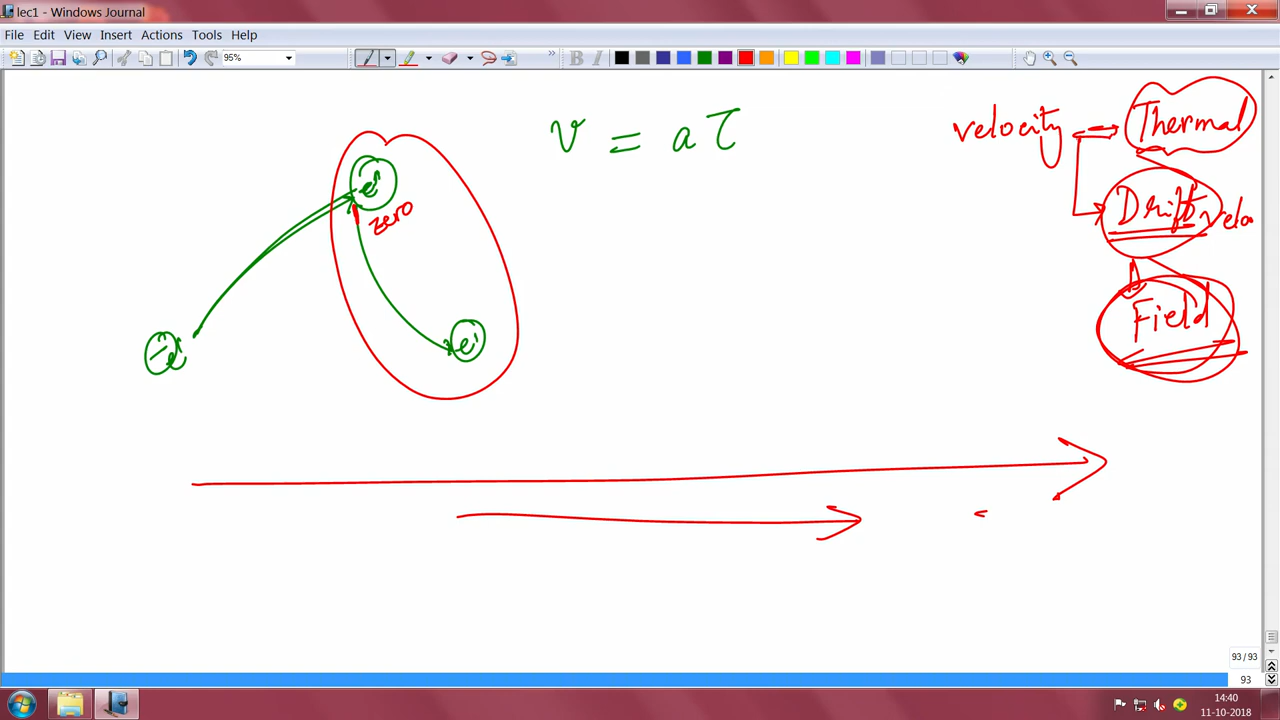 lec1 - Windows Journal
File Edit View Insert Actions Tools Help
95%
v = a τ
velocity → Thermal
Drift velo
Field
e
zero
e
e
93 / 93
93
14:40
11-10-2018